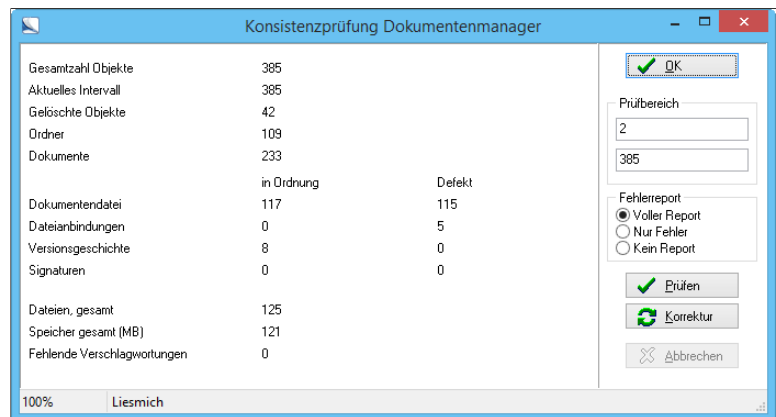 Konsistenzprüfung Dokumentenmanager
Gesamtzahl Objekte 385
Aktuelles Intervall 385
Gelöschte Objekte 42
Ordner 109
Dokumente 233
in Ordnung Defekt
Dokumentendatei 117 115
Dateianbindungen 0 5
Versionsgeschichte 8 0
Signaturen 0 0
Dateien, gesamt 125
Speicher gesamt (MB) 121
Fehlende Verschlagwortungen 0
OK
Prüfbereich
2
385
Fehlerreport
Voller Report
Nur Fehler
Kein Report
Prüfen
Korrektur
Abbrechen
100% Liesmich